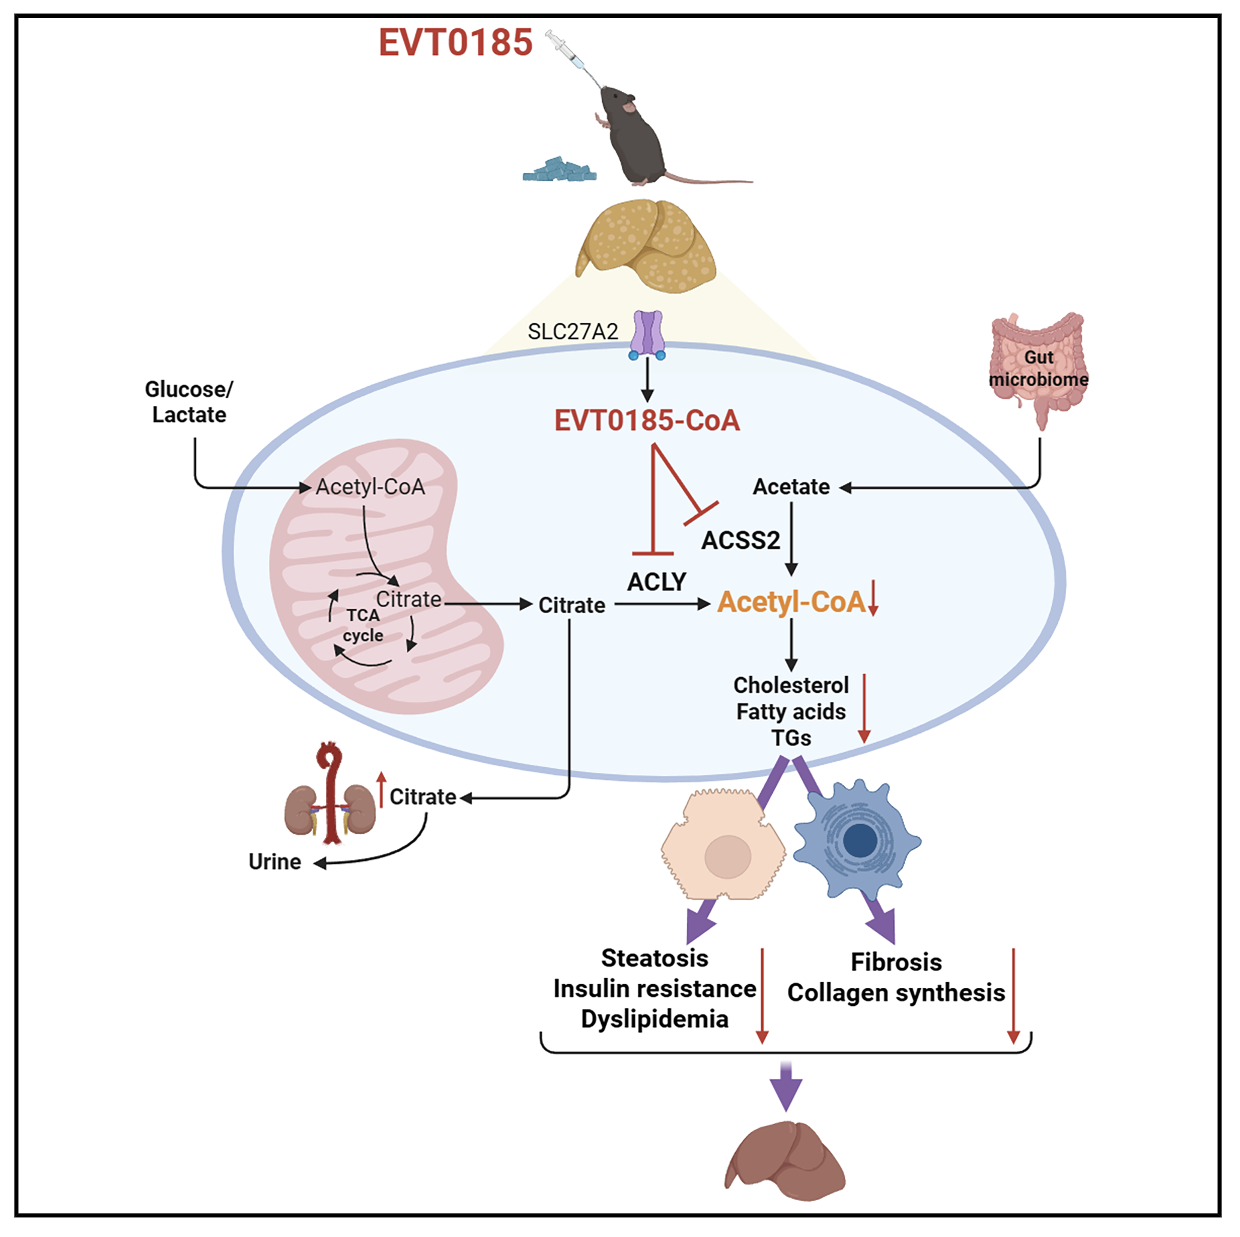 EVT0185
SLC27A2
Gut
microbiome
Glucose/
Lactate
EVT0185-CoA
Acetyl-CoA
Acetate
ACSS2
ACLY
Citrate
TCA
cycle
Citrate
Acetyl-CoA
Cholesterol
Fatty acids
TGs
Citrate
Urine
Steatosis
Insulin resistance
Dyslipidemia
Fibrosis
Collagen synthesis